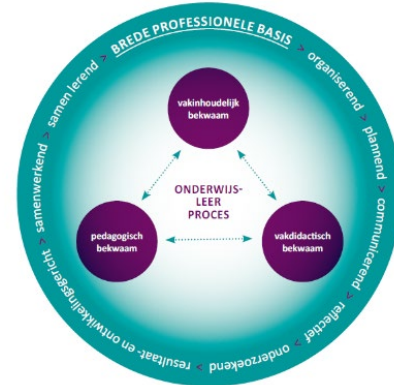 BREDE PROFESSIONELE BASIS > organiserend > plannend > communicerend > reflectief > onderzoekend > resultaat- en ontwikkelingsgericht > samenwerkend > samen lerend >
vakinhoudelijk
bekwaam
ONDERWIJS-
LEER
PROCES
pedagogisch
bekwaam
vakdidactisch
bekwaam